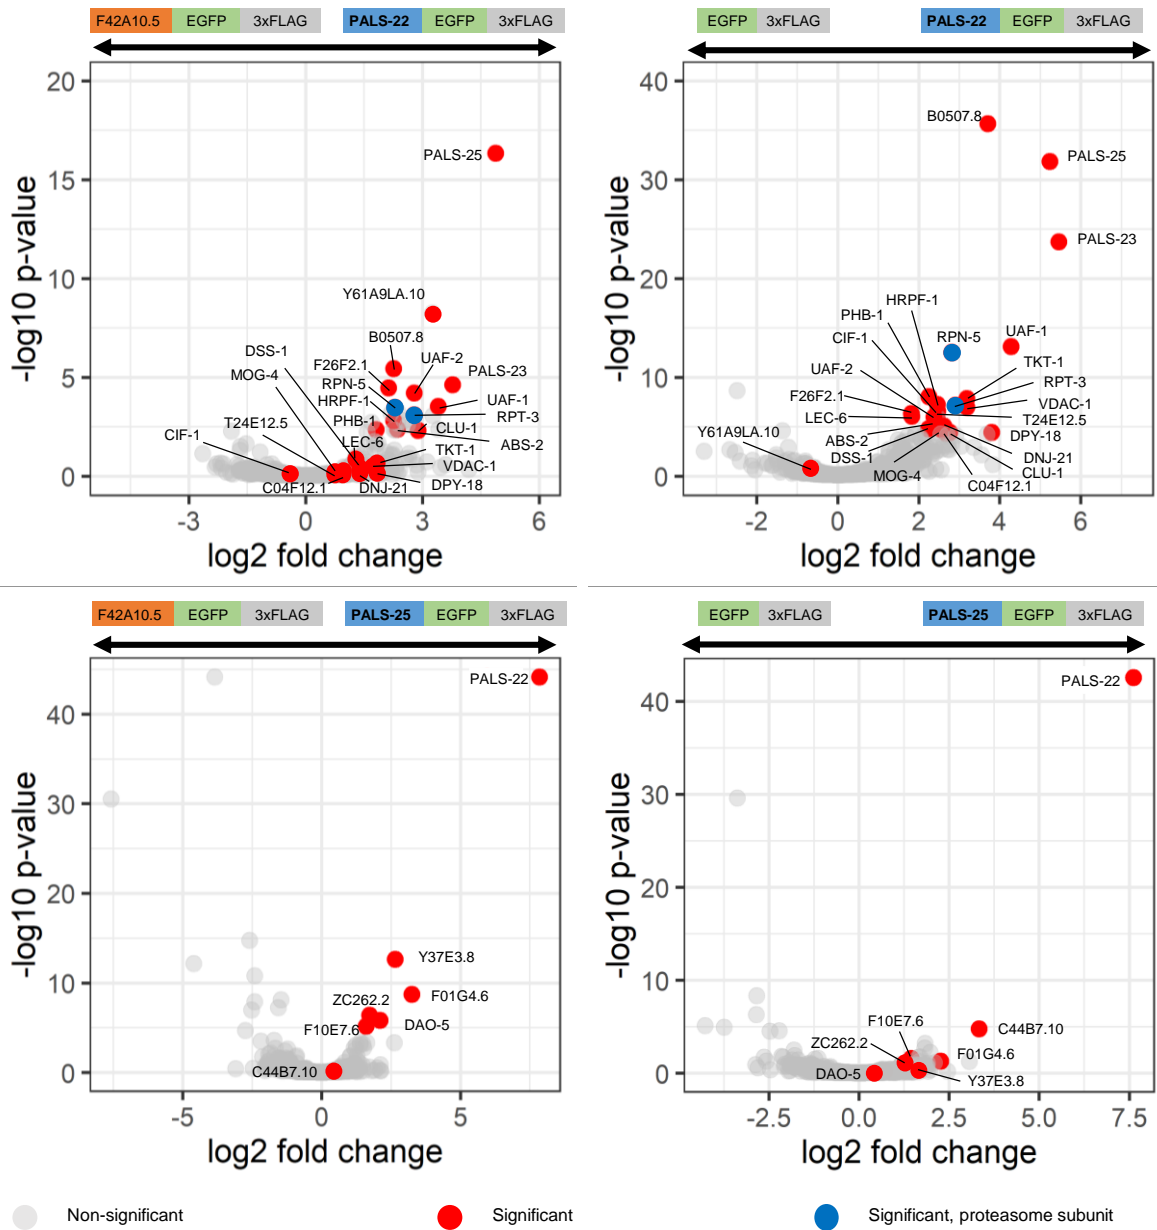 F42A10.5 EGFP 3xFLAG PALS-22 EGFP 3xFLAG
20
15
10
5
0
-log10 p-value
PALS-25
Y61A9LA.10
B0507.8
DSS-1
F26F2.1
UAF-2
MOG-4
RPN-5
PALS-23
HRPF-1
UAF-1
T24E12.5
PHB-1
RPT-3
CIF-1
CLU-1
LEC-6
ABS-2
TKT-1
VDAC-1
C04F12.1
DNJ-21
DPY-18
-3 0 3 6
log2 fold change
EGFP 3xFLAG PALS-22 EGFP 3xFLAG
40
30
20
10
0
-log10 p-value
B0507.8
PALS-25
PALS-23
HRPF-1
PHB-1
CIF-1
RPN-5
UAF-1
TKT-1
UAF-2
RPT-3
F26F2.1
VDAC-1
LEC-6
T24E12.5
Y61A9LA.10
DPY-18
ABS-2
DSS-1
DNJ-21
MOG-4
CLU-1
C04F12.1
-2 0 2 4 6
log2 fold change
F42A10.5 EGFP 3xFLAG PALS-25 EGFP 3xFLAG
40
30
20
10
0
-log10 p-value
PALS-22
Y37E3.8
ZC262.2
F01G4.6
F10E7.6
DAO-5
C44B7.10
-5 0 5
log2 fold change
EGFP 3xFLAG PALS-25 EGFP 3xFLAG
40
30
20
10
0
-log10 p-value
PALS-22
F10E7.6
C44B7.10
ZC262.2
F01G4.6
DAO-5
Y37E3.8
-2.5 0.0 2.5 5.0 7.5
log2 fold change
Non-significant Significant Significant, proteasome subunit